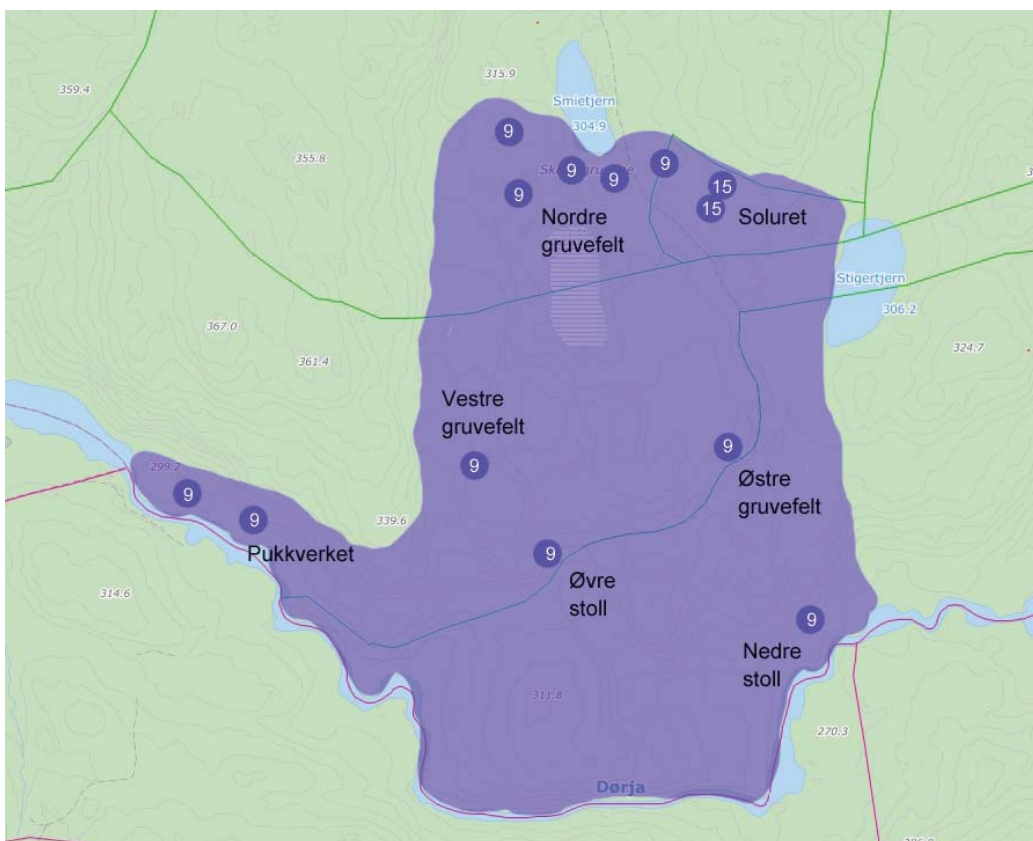 315.9
359.4
Smietjern
304.9
355.8
9
9
9
9
9
15
15
Nordre
gruvefelt
Soluret
Stigertjern
306.2
367.0
361.4
324.7
Vestre
gruvefelt
9
9
Østre
gruvefelt
299.2
9
9
339.6
Pukkverket
9
Øvre
stoll
314.6
9
Nedre
stoll
311.8
270.3
Dørja